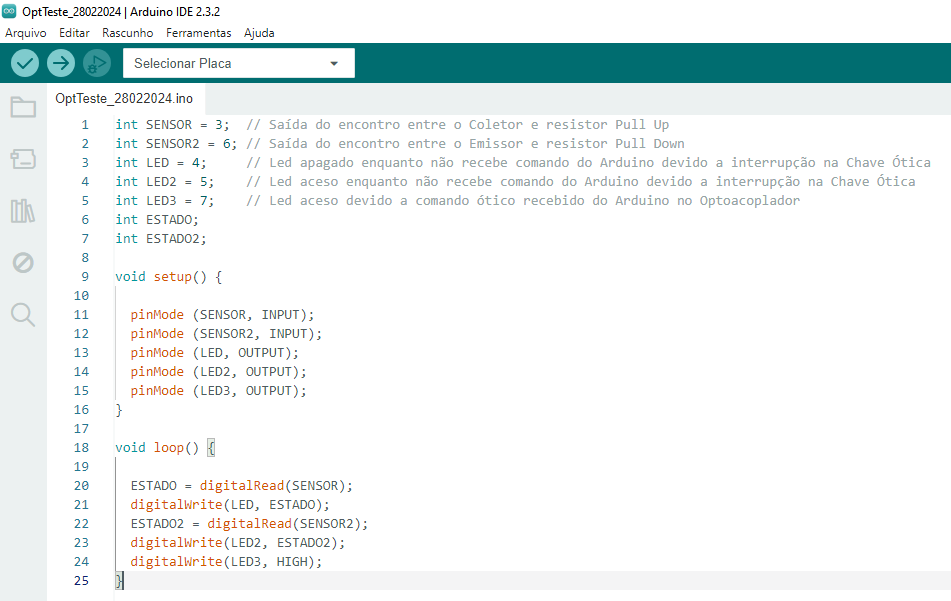 OptTeste_28022024 | Arduino IDE 2.3.2
Arquivo Editar Rascunho Ferramentas Ajuda
Selecionar Placa
OptTeste_28022024.ino
1 int SENSOR = 3;  // Saída do encontro entre o Coletor e resistor Pull Up
2 int SENSOR2 = 6; // Saída do encontro entre o Emissor e resistor Pull Down
3 int LED = 4;     // Led apagado enquanto não recebe comando do Arduino devido a interrupção na Chave Ótica
4 int LED2 = 5;    // Led aceso enquanto não recebe comando do Arduino devido a interrupção na Chave Ótica
5 int LED3 = 7;    // Led aceso devido a comando ótico recebido do Arduino no Optoacoplador
6 int ESTADO;
7 int ESTADO2;
8
9 void setup() {
10
11   pinMode (SENSOR, INPUT);
12   pinMode (SENSOR2, INPUT);
13   pinMode (LED, OUTPUT);
14   pinMode (LED2, OUTPUT);
15   pinMode (LED3, OUTPUT);
16 }
17
18 void loop() {
19
20   ESTADO = digitalRead(SENSOR);
21   digitalWrite(LED, ESTADO);
22   ESTADO2 = digitalRead(SENSOR2);
23   digitalWrite(LED2, ESTADO2);
24   digitalWrite(LED3, HIGH);
25 }